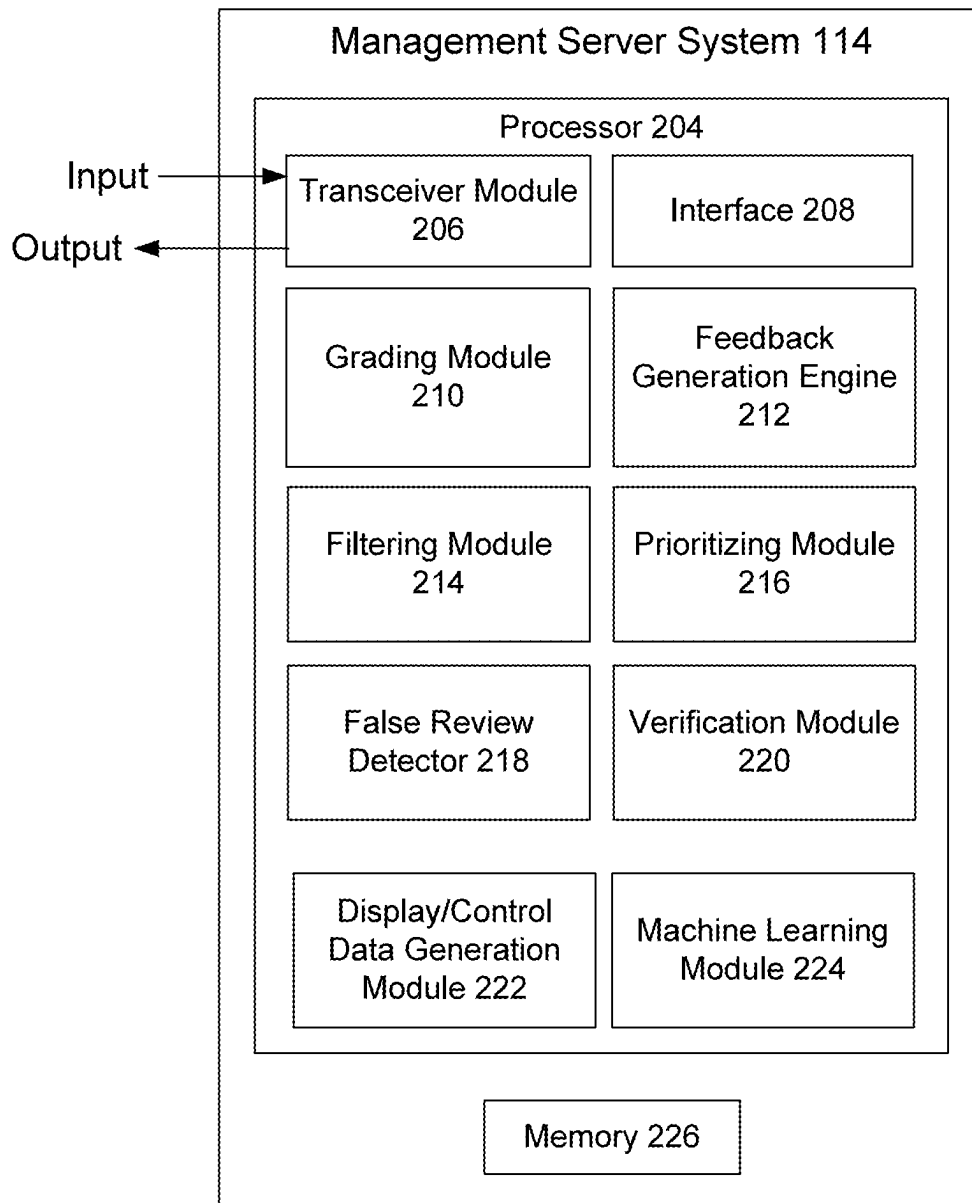 Management Server System 114
Processor 204
Input
Output
Transceiver Module
206
Interface 208
Grading Module
210
Feedback
Generation Engine
212
Filtering Module
214
Prioritizing Module
216
False Review
Detector 218
Verification Module
220
Display/Control
Data Generation
Module 222
Machine Learning
Module 224
Memory 226